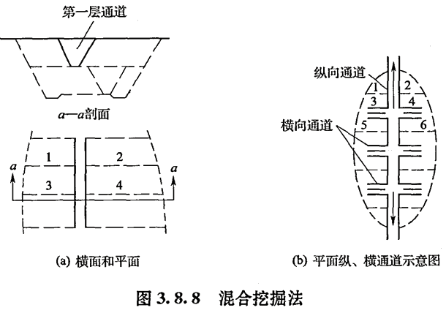 第一层通道
a—a剖面
1
2
a
a
3
4
(a) 横面和平面
纵向通道
1
2
3
4
横向通道
5
6
(b) 平面纵、横通道示意图
图 3.8.8 混合挖掘法